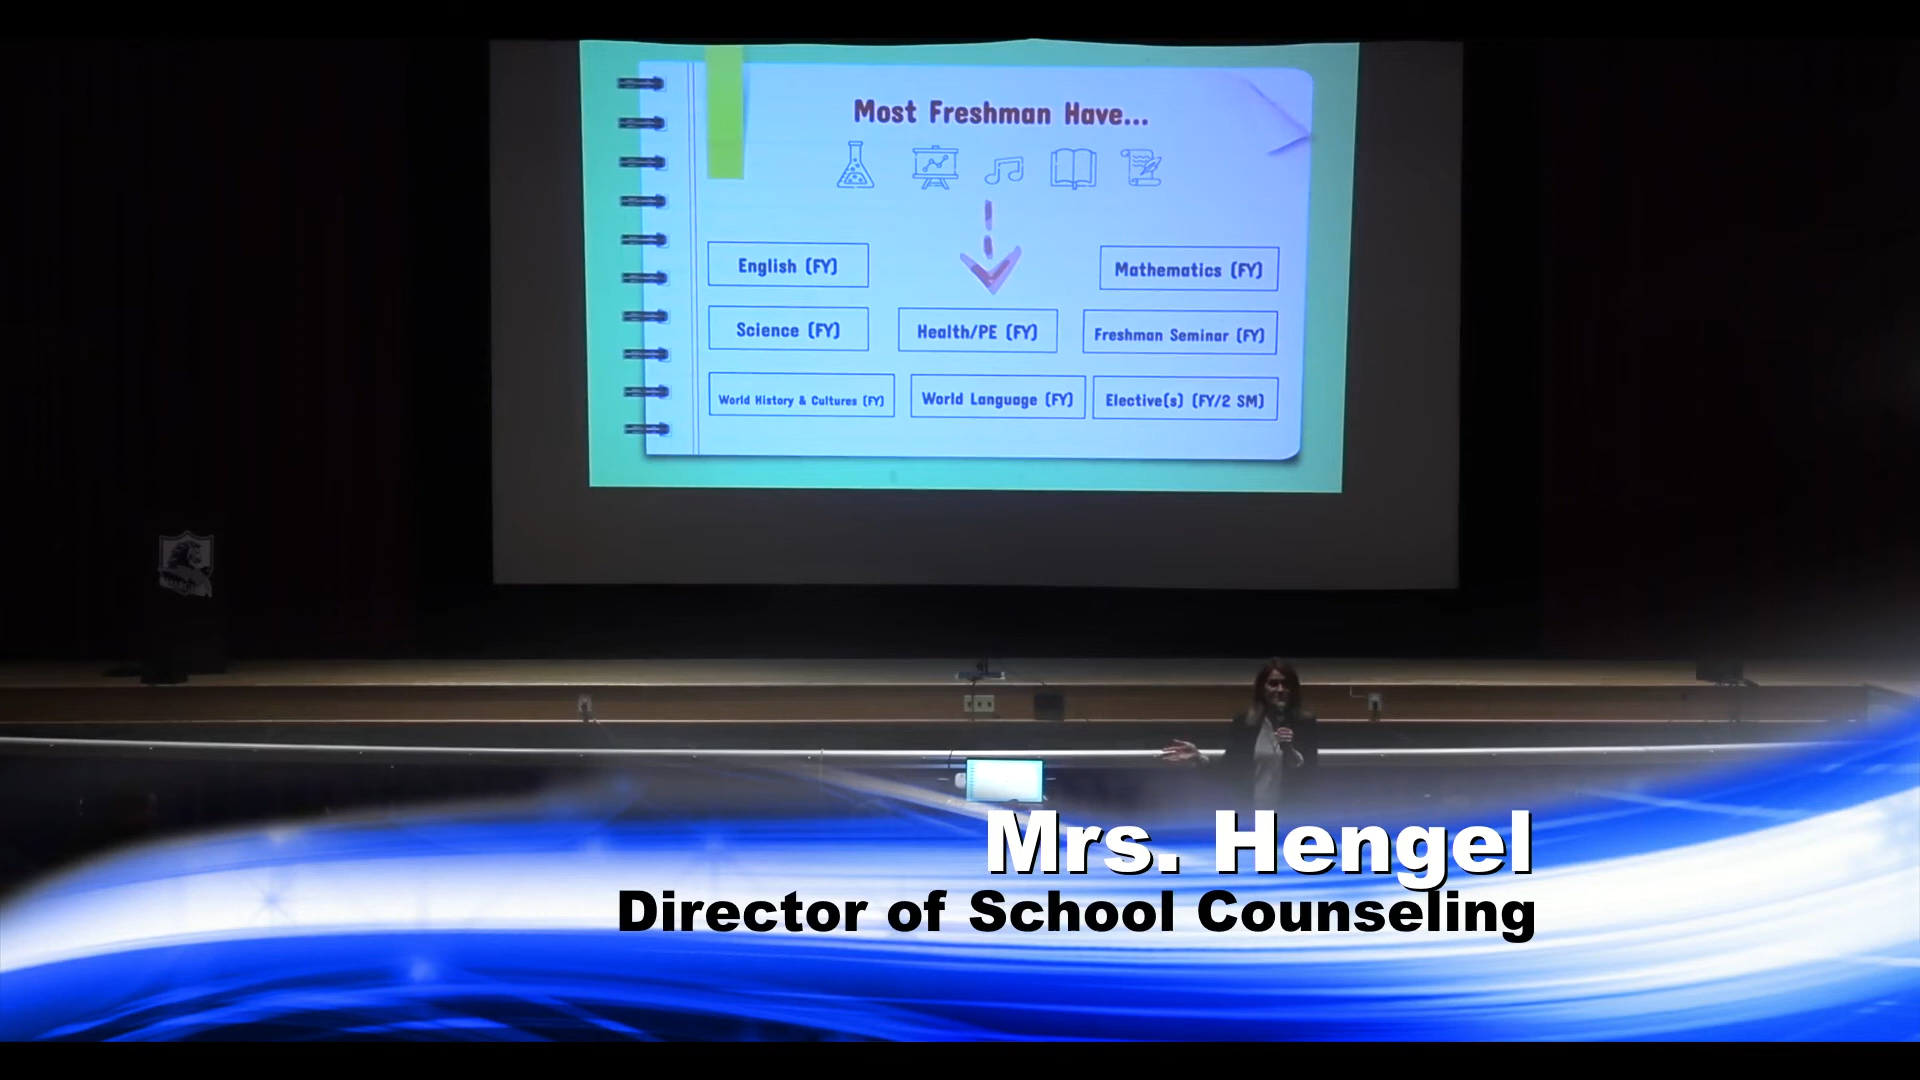 Most Freshman Have...
English (FY)
Mathematics (FY)
Science (FY)
Health/PE (FY)
Freshman Seminar (FY)
World History & Cultures (FY)
World Language (FY)
Elective(s) (FY/2 SM)
Mrs. Hengel
Director of School Counseling